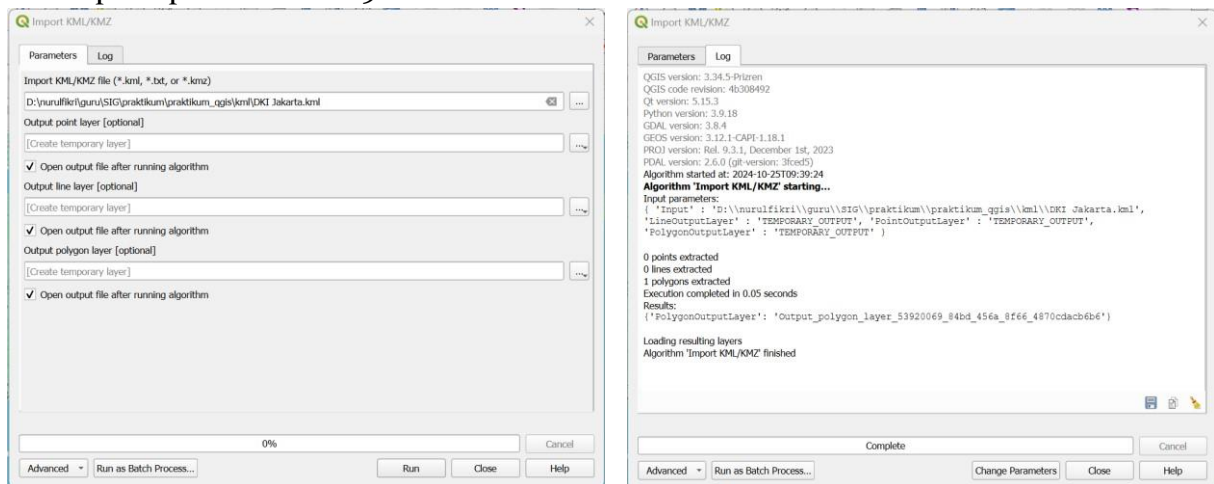 Import KML/KMZ
Parameters Log
Import KML/KMZ file (*.kml, *.txt, or *.kmz)
D:\nurulfikri\guru\SIG\praktikum\praktikum_qgis\kml\DKI Jakarta.kml
...
Output point layer [optional]
[Create temporary layer]
...
Open output file after running algorithm
Output line layer [optional]
[Create temporary layer]
...
Open output file after running algorithm
Output polygon layer [optional]
[Create temporary layer]
...
Open output file after running algorithm
0%
Cancel
Advanced
Run as Batch Process...
Run
Close
Help
Import KML/KMZ
Parameters Log
QGIS version: 3.34.5-Prizren
QGIS code revision: 4b308492
Qt version: 5.15.3
Python version: 3.9.18
GDAL version: 3.8.4
GEOS version: 3.12.1-CAPI-1.18.1
PROJ version: Rel. 9.3.1, December 1st, 2023
PDAL version: 2.6.0 (git-version: 3fced5)
Algorithm started at: 2024-10-25T09:39:24
Algorithm 'Import KML/KMZ' starting...
Input parameters:
{ 'Input' : 'D:\\nurulfikri\\guru\\SIG\\praktikum\\praktikum_qgis\\kml\\DKI Jakarta.kml',
'LineOutputLayer' : 'TEMPORARY_OUTPUT', 'PointOutputLayer' : 'TEMPORARY_OUTPUT',
'PolygonOutputLayer' : 'TEMPORARY_OUTPUT' }
0 points extracted
0 lines extracted
1 polygons extracted
Execution completed in 0.05 seconds
Results:
{'PolygonOutputLayer': 'Output_polygon_layer_53920069_84bd_456a_8f66_4870cdacb6b6'}
Loading resulting layers
Algorithm 'Import KML/KMZ' finished
Complete
Cancel
Advanced
Run as Batch Process...
Change Parameters
Close
Help